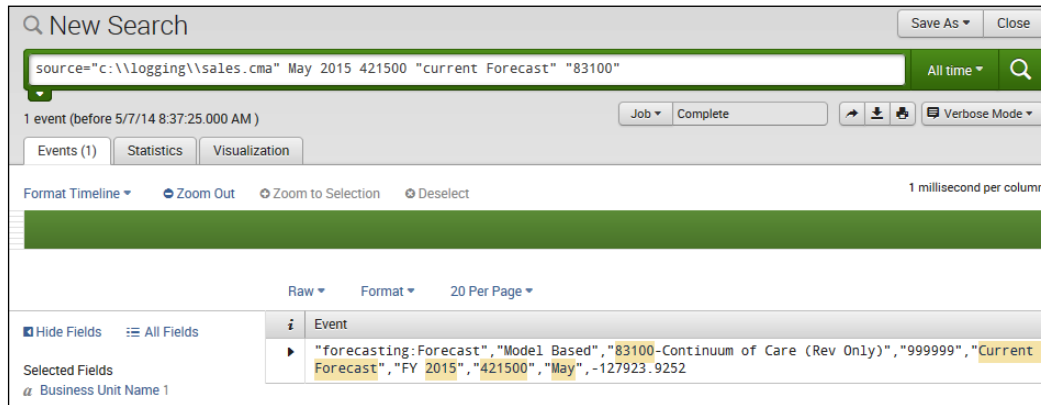 New Search
Save As Close
source="c:\\logging\\sales.cma" May 2015 421500 "current Forecast" "83100"
All time
1 event (before 5/7/14 8:37:25.000 AM )
Job Complete
Verbose Mode
Events (1) Statistics Visualization
Format Timeline Zoom Out Zoom to Selection Deselect
1 millisecond per column
Raw Format 20 Per Page
Hide Fields All Fields
i Event
"forecasting:Forecast","Model Based","83100-Continuum of Care (Rev Only)","999999","Current
Forecast","FY 2015","421500","May",-127923.9252
Selected Fields
a Business Unit Name 1